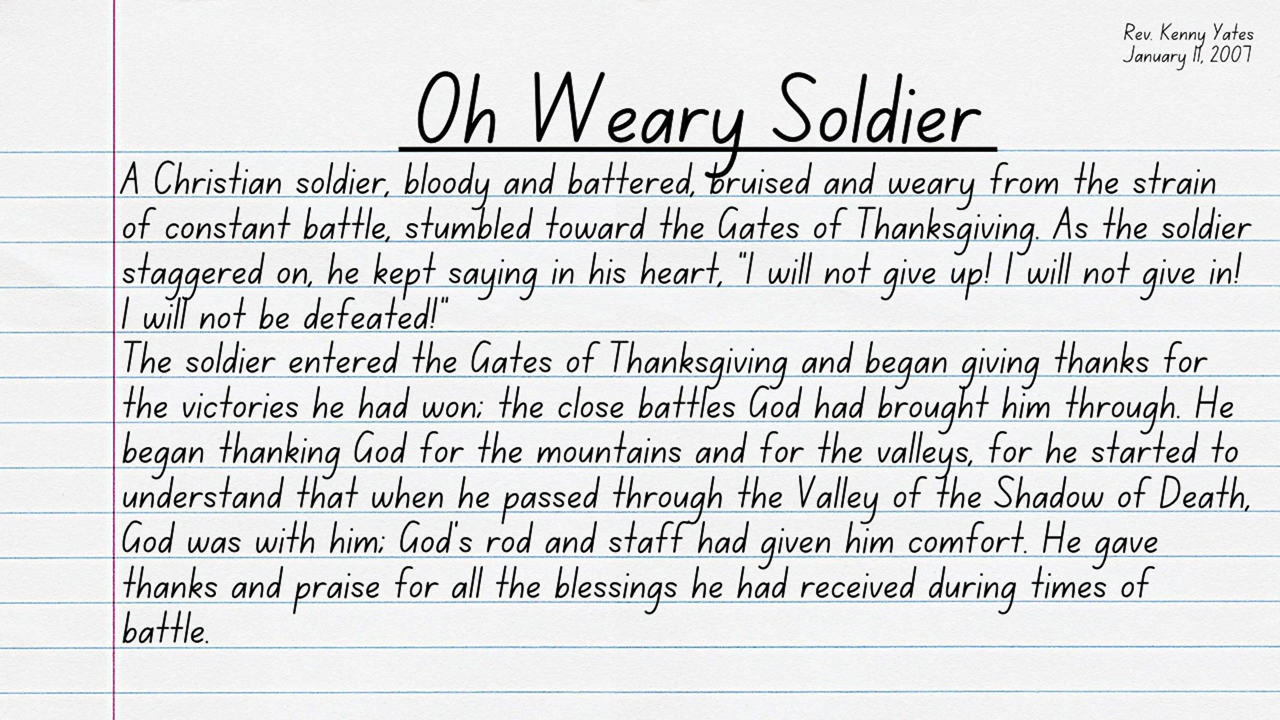 Rev. Kenny Yates
January 11, 2007
Oh Weary Soldier
A Christian soldier, bloody and battered, bruised and weary from the strain
of constant battle, stumbled toward the Gates of Thanksgiving. As the soldier
staggered on, he kept saying in his heart, "I will not give up! I will not give in!
I will not be defeated!"
The soldier entered the Gates of Thanksgiving and began giving thanks for
the victories he had won; the close battles God had brought him through. He
began thanking God for the mountains and for the valleys, for he started to
understand that when he passed through the Valley of the Shadow of Death,
God was with him; God's rod and staff had given him comfort. He gave
thanks and praise for all the blessings he had received during times of
battle.